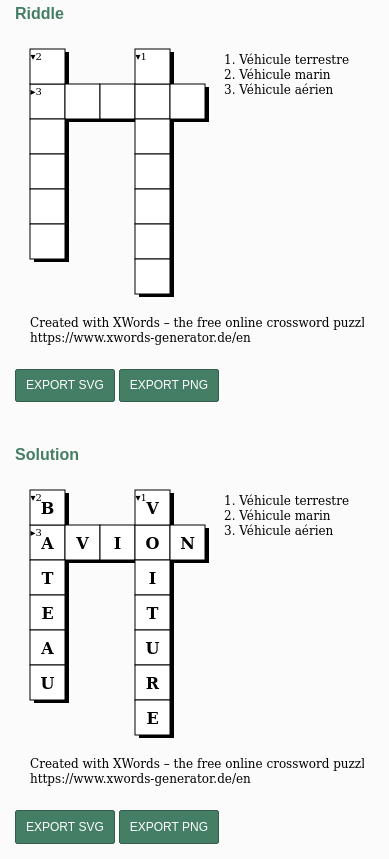 Riddle
▾2 ▾1
▸3
1. Véhicule terrestre
2. Véhicule marin
3. Véhicule aérien
Created with XWords – the free online crossword puzzl
https://www.xwords-generator.de/en
EXPORT SVG EXPORT PNG
Solution
▾2 B ▾1 V
▸3 A V I O N
T I
E T
A U
U R
E
1. Véhicule terrestre
2. Véhicule marin
3. Véhicule aérien
Created with XWords – the free online crossword puzzl
https://www.xwords-generator.de/en
EXPORT SVG EXPORT PNG